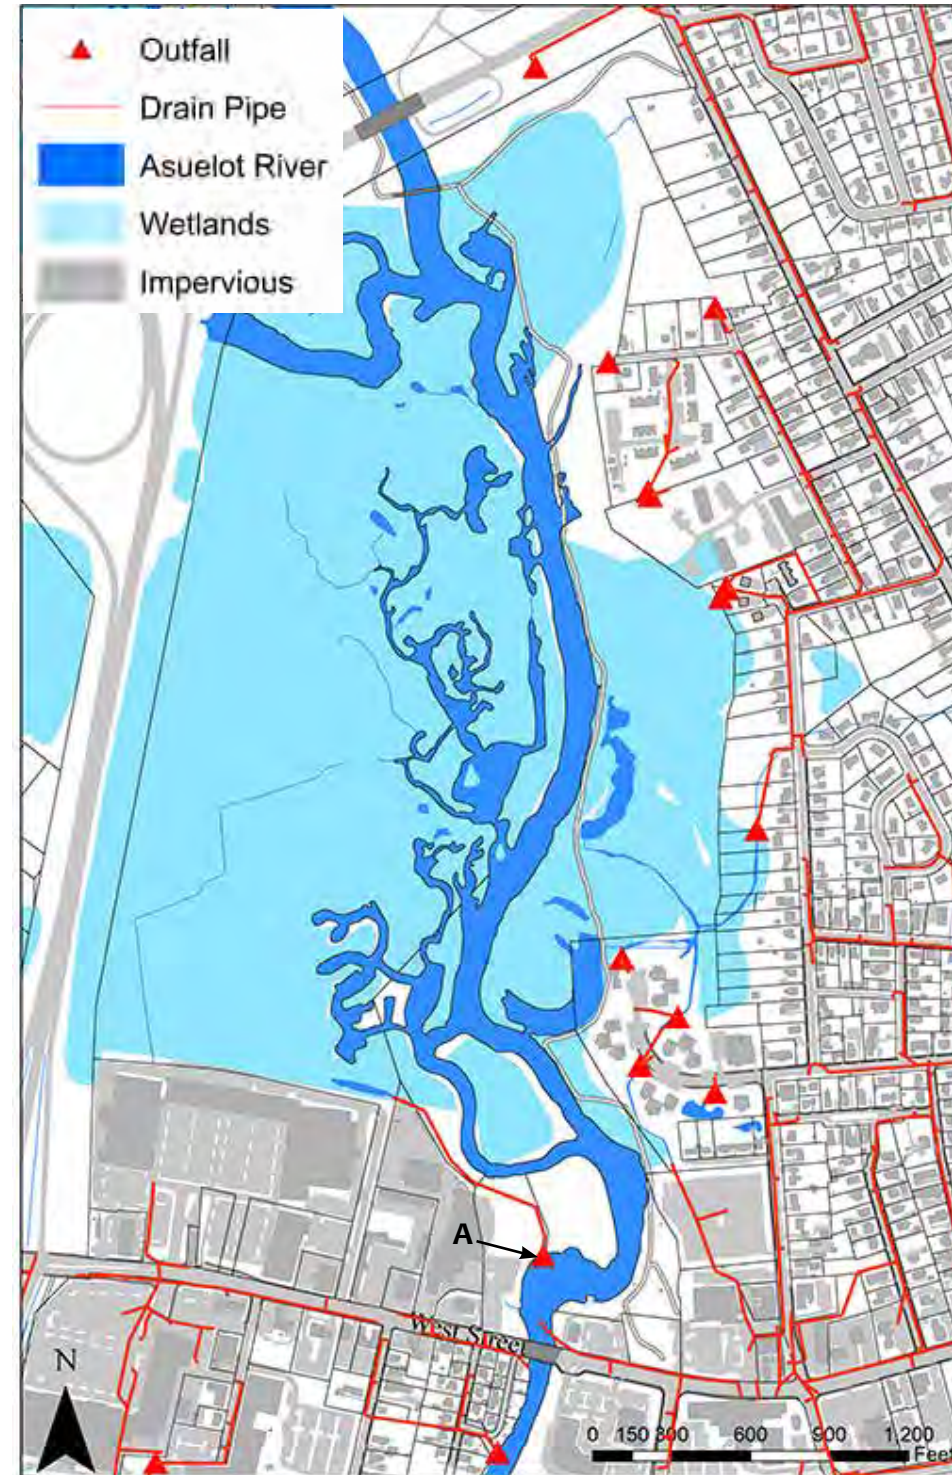 Outfall
Drain Pipe
Asuelot River
Wetlands
Impervious
A
West Street
N
0 150 300 600 900 1,200
Feet